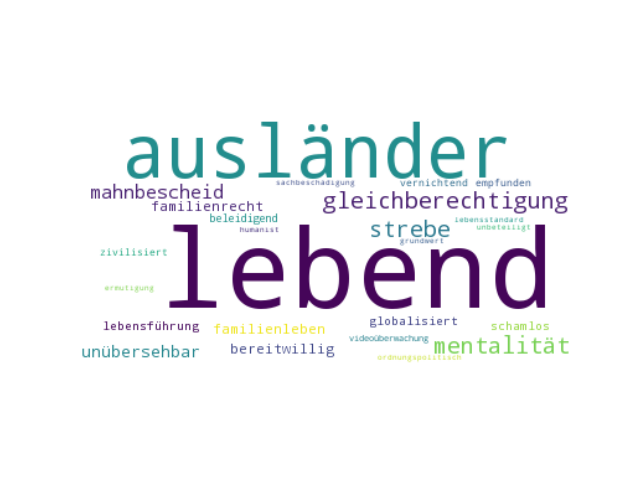 ausländer
sachbeschädigung
vernichtend empfunden
mahnbescheid
gleichberechtigung
familienrecht
beleidigend
lebensstandard
strebe
unbeteiligt
humanist
grundwert
lebend
zivilisiert
ermutigung
globalisiert
lebensführung
familienleben
schamlos
videoüberwachung
mentalität
unübersehbar
bereitwillig
ordnungspolitisch